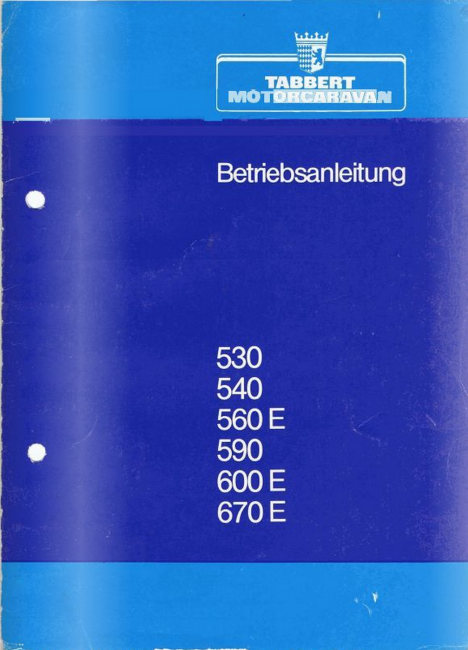 TABBERT
MOTORCARAVAN
Betriebsanleitung
530
540
560 E
590
600 E
670 E